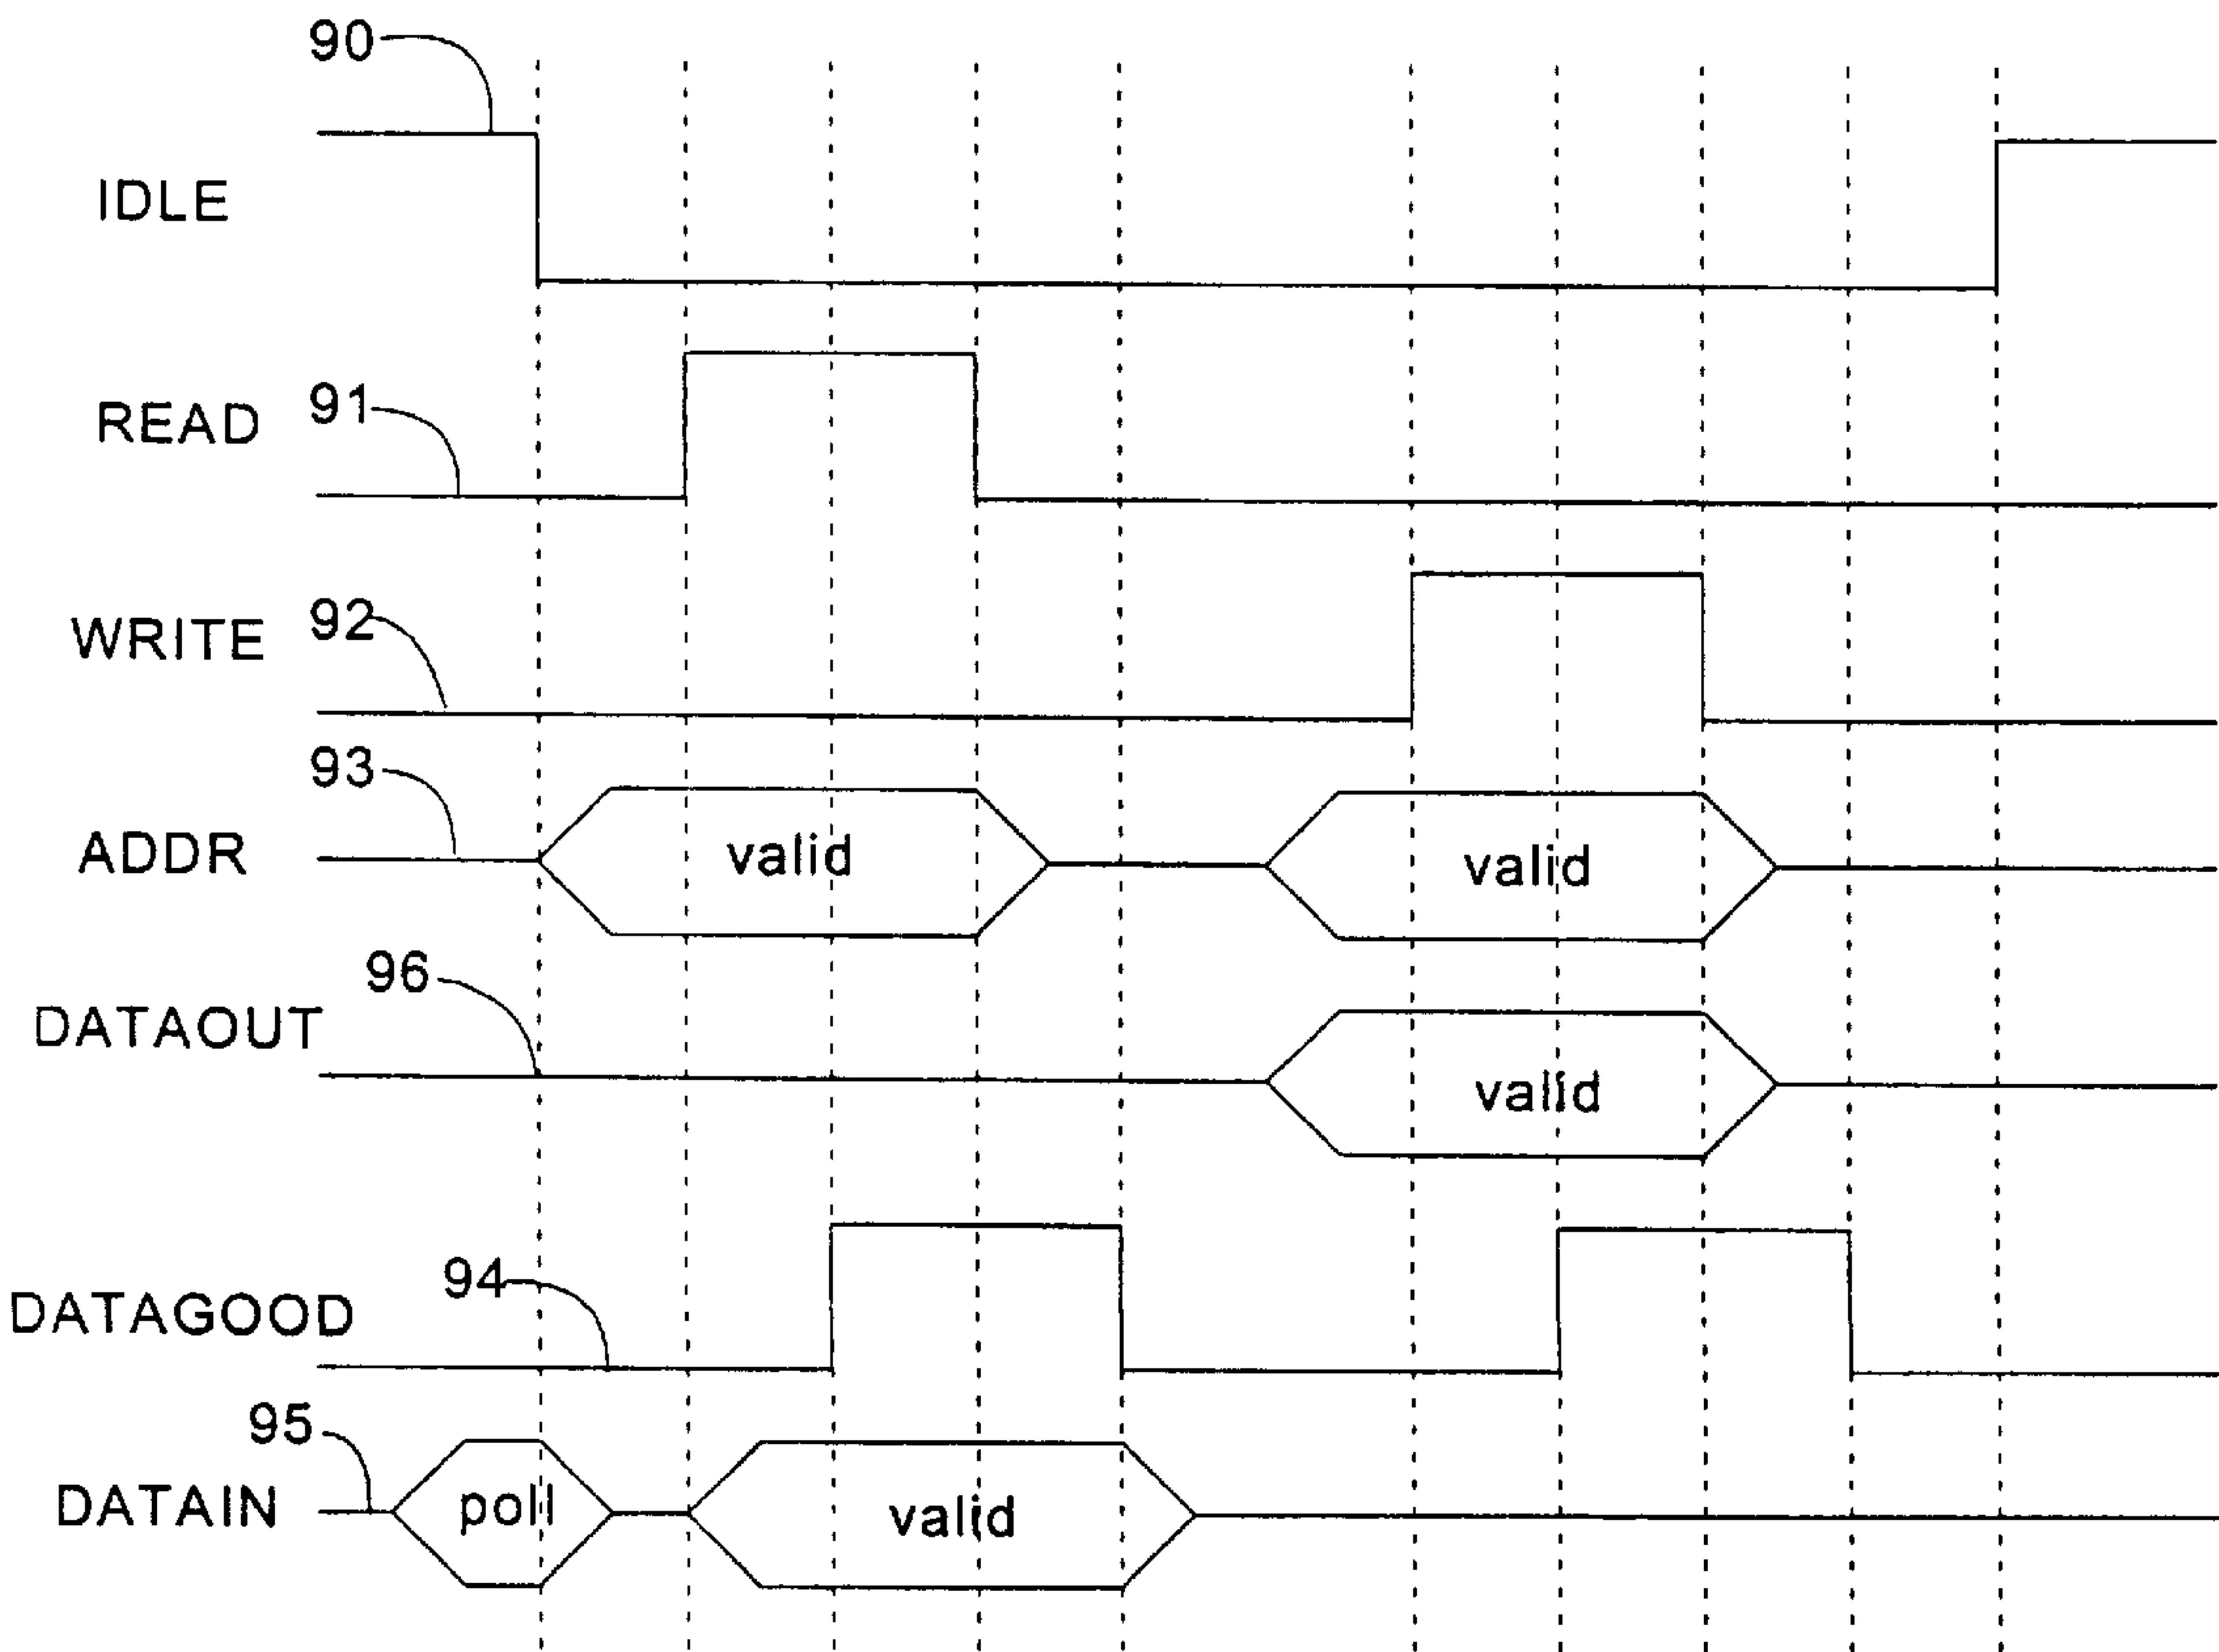 90
IDLE
READ 91
WRITE 92
93
ADDR valid valid
96
DATAOUT
valid
94
DATAGOOD
95
DATAIN poll valid